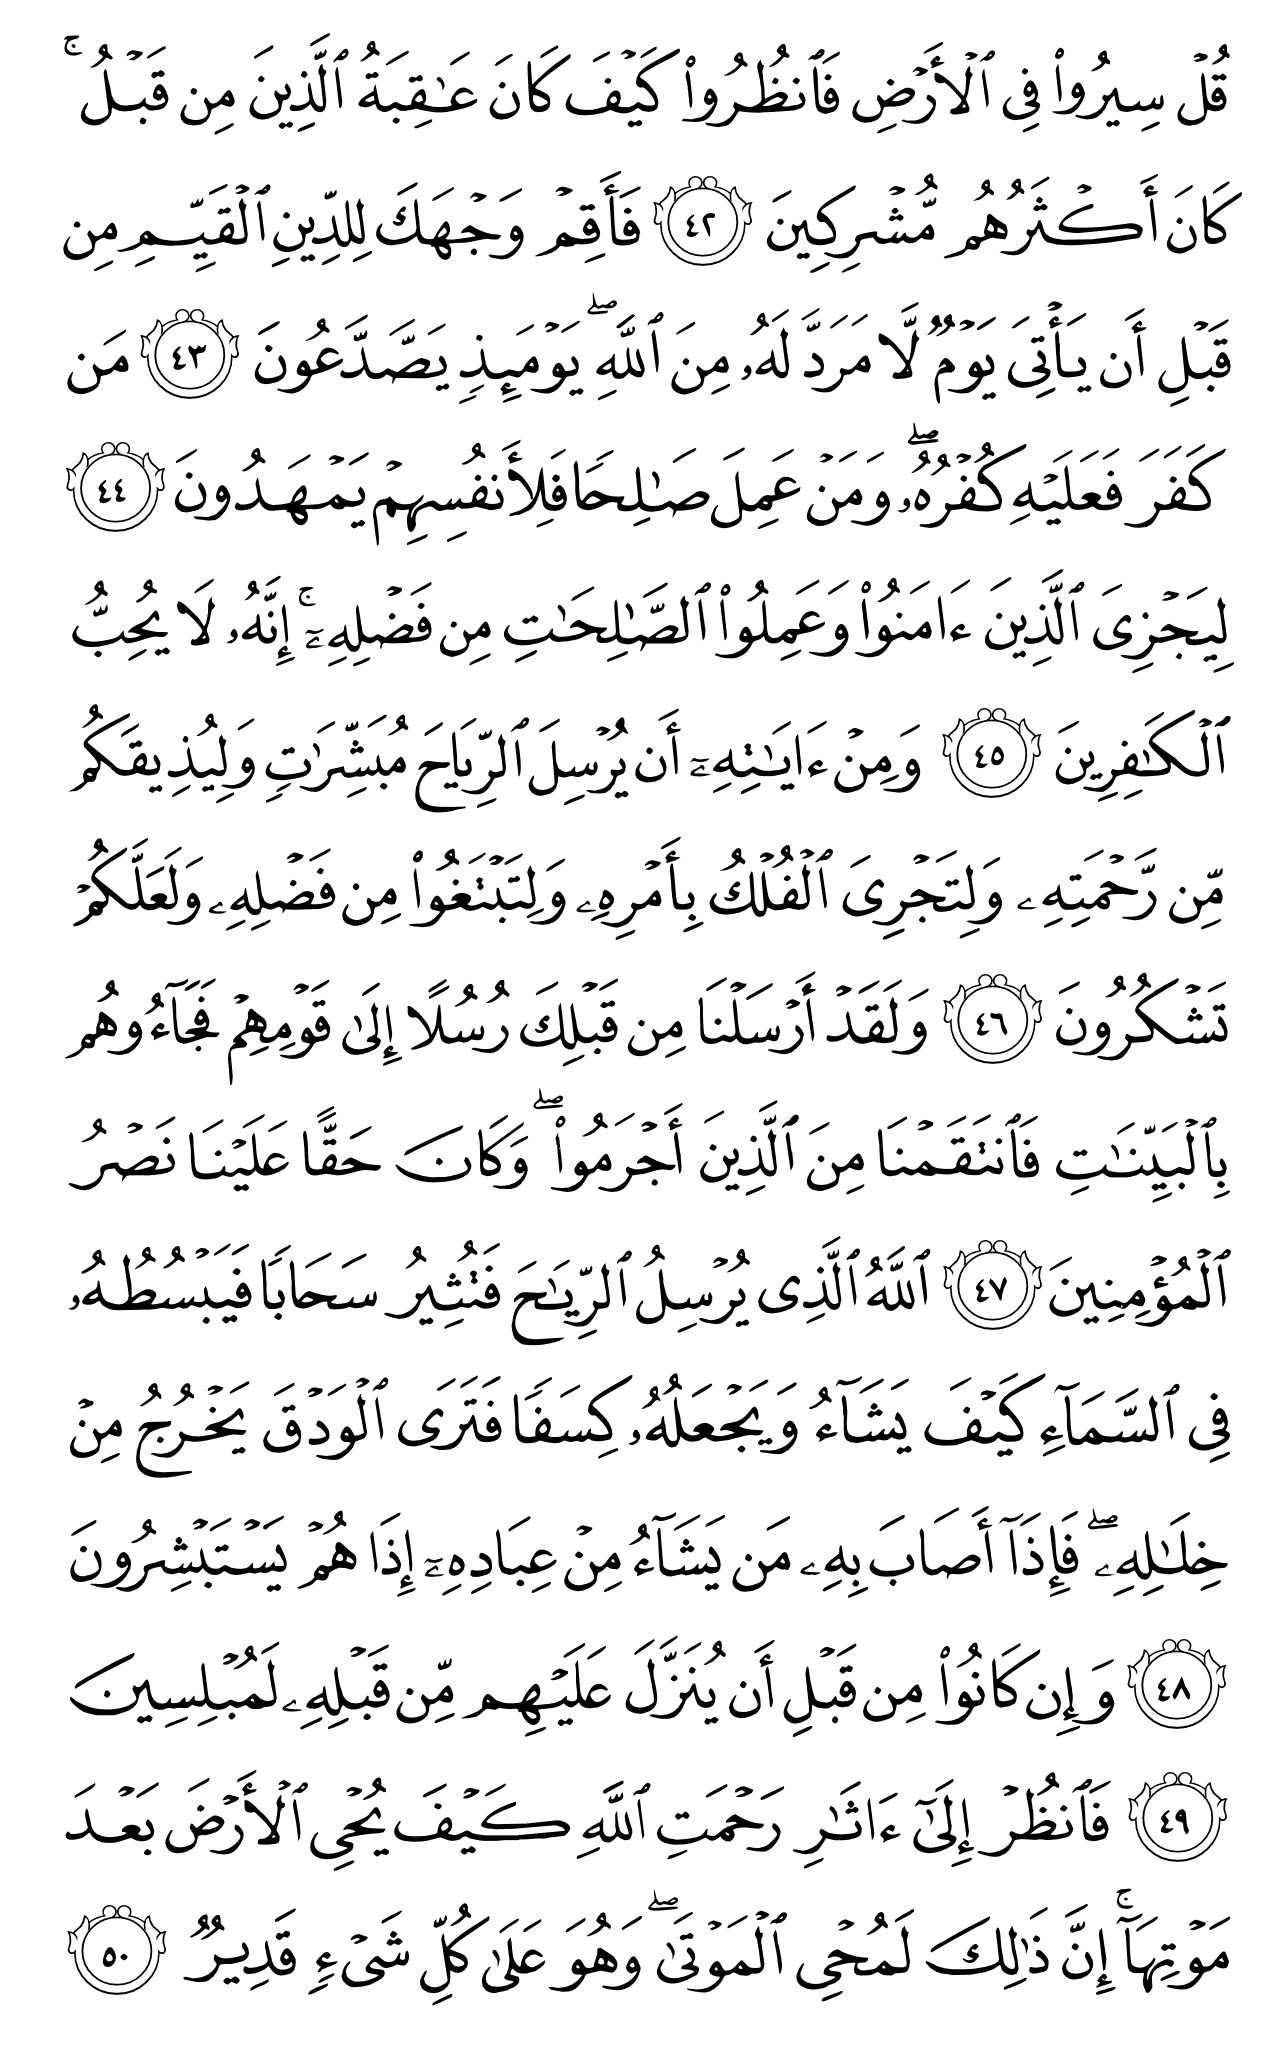 قُلۡ سِيرُواْ فِي ٱلۡأَرۡضِ فَٱنظُرُواْ كَيۡفَ كَانَ عَٰقِبَةُ ٱلَّذِينَ مِن قَبۡلُۚ
كَانَ أَكۡثَرُهُم مُّشۡرِكِينَ ٤٢ فَأَقِمۡ وَجۡهَكَ لِلدِّينِ ٱلۡقَيِّمِ مِن
قَبۡلِ أَن يَأۡتِيَ يَوۡمٞ لَّا مَرَدَّ لَهُۥ مِنَ ٱللَّهِۖ يَوۡمَئِذٖ يَصَّدَّعُونَ ٤٣ مَن
كَفَرَ فَعَلَيۡهِ كُفۡرُهُۥۖ وَمَنۡ عَمِلَ صَٰلِحٗا فَلِأَنفُسِهِمۡ يَمۡهَدُونَ ٤٤
لِيَجۡزِيَ ٱلَّذِينَ ءَامَنُواْ وَعَمِلُواْ ٱلصَّٰلِحَٰتِ مِن فَضۡلِهِۦٓۚ إِنَّهُۥ لَا يُحِبُّ
ٱلۡكَٰفِرِينَ ٤٥ وَمِنۡ ءَايَٰتِهِۦٓ أَن يُرۡسِلَ ٱلرِّيَاحَ مُبَشِّرَٰتٖ وَلِيُذِيقَكُم
مِّن رَّحۡمَتِهِۦ وَلِتَجۡرِيَ ٱلۡفُلۡكُ بِأَمۡرِهِۦ وَلِتَبۡتَغُواْ مِن فَضۡلِهِۦ وَلَعَلَّكُمۡ
تَشۡكُرُونَ ٤٦ وَلَقَدۡ أَرۡسَلۡنَا مِن قَبۡلِكَ رُسُلًا إِلَىٰ قَوۡمِهِمۡ فَجَآءُوهُم
بِٱلۡبَيِّنَٰتِ فَٱنتَقَمۡنَا مِنَ ٱلَّذِينَ أَجۡرَمُواْۖ وَكَانَ حَقًّا عَلَيۡنَا نَصۡرُ
ٱلۡمُؤۡمِنِينَ ٤٧ ٱللَّهُ ٱلَّذِي يُرۡسِلُ ٱلرِّيَٰحَ فَتُثِيرُ سَحَابٗا فَيَبۡسُطُهُۥ
فِي ٱلسَّمَآءِ كَيۡفَ يَشَآءُ وَيَجۡعَلُهُۥ كِسَفٗا فَتَرَى ٱلۡوَدۡقَ يَخۡرُجُ مِنۡ
خِلَٰلِهِۦۖ فَإِذَآ أَصَابَ بِهِۦ مَن يَشَآءُ مِنۡ عِبَادِهِۦٓ إِذَا هُمۡ يَسۡتَبۡشِرُونَ
٤٨ وَإِن كَانُواْ مِن قَبۡلِ أَن يُنَزَّلَ عَلَيۡهِم مِّن قَبۡلِهِۦ لَمُبۡلِسِينَ
٤٩ فَٱنظُرۡ إِلَىٰٓ ءَاثَٰرِ رَحۡمَتِ ٱللَّهِ كَيۡفَ يُحۡيِ ٱلۡأَرۡضَ بَعۡدَ
مَوۡتِهَآۚ إِنَّ ذَٰلِكَ لَمُحۡيِ ٱلۡمَوۡتَىٰۖ وَهُوَ عَلَىٰ كُلِّ شَيۡءٖ قَدِيرٞ ٥٠